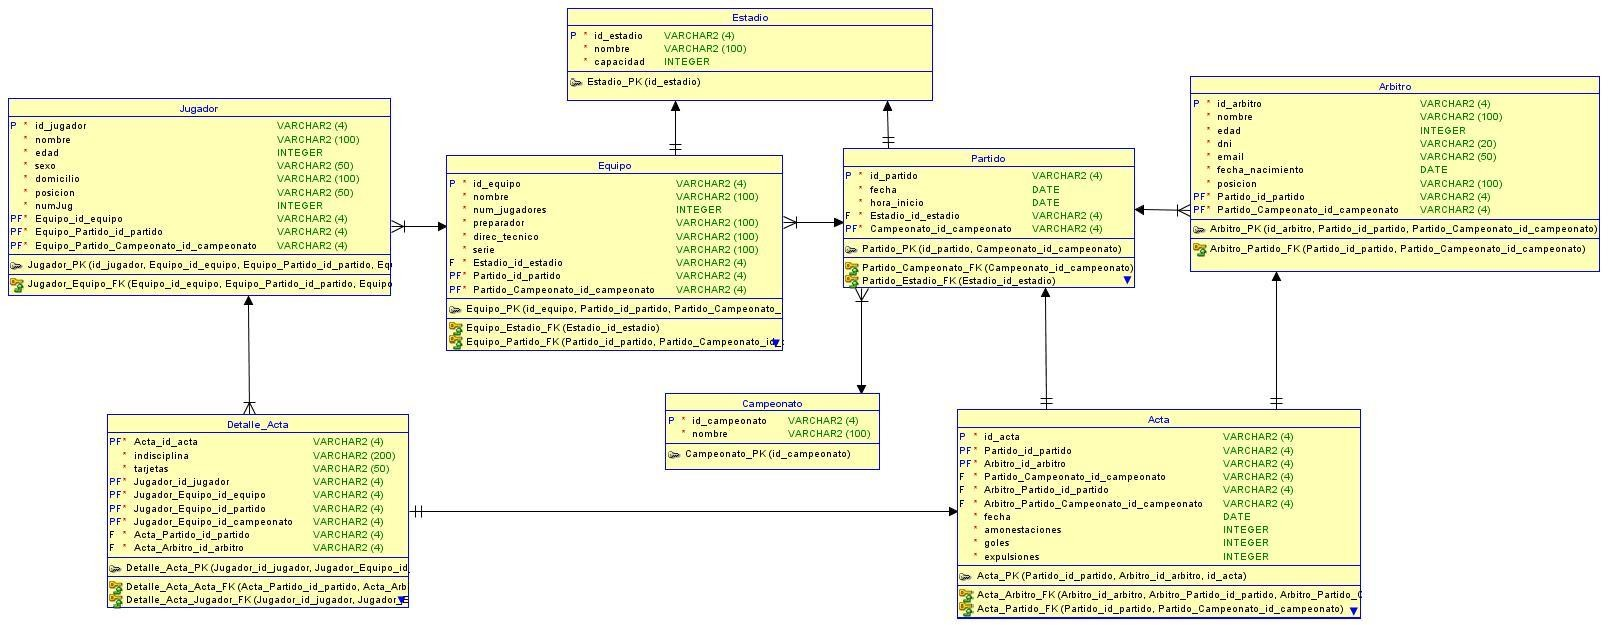 Estadio
P * id_estadio VARCHAR2 (4)
* nombre VARCHAR2 (100)
* capacidad INTEGER
Estadio_PK (id_estadio)
Jugador
P * id_jugador VARCHAR2 (4)
* nombre VARCHAR2 (100)
* edad INTEGER
* sexo VARCHAR2 (50)
* domicilio VARCHAR2 (100)
* posicion VARCHAR2 (50)
* numJug INTEGER
PF* Equipo_id_equipo VARCHAR2 (4)
PF* Equipo_Partido_id_partido VARCHAR2 (4)
PF* Equipo_Partido_Campeonato_id_campeonato VARCHAR2 (4)
Jugador_PK (id_jugador, Equipo_id_equipo, Equipo_Partido_id_partido, Equ
Jugador_Equipo_FK (Equipo_id_equipo, Equipo_Partido_id_partido, Equipo
Equipo
P * id_equipo VARCHAR2 (4)
* nombre VARCHAR2 (100)
* num_jugadores INTEGER
* preparador VARCHAR2 (100)
* direc_tecnico VARCHAR2 (100)
* serie VARCHAR2 (100)
F * Estadio_id_estadio VARCHAR2 (4)
PF* Partido_id_partido VARCHAR2 (4)
PF* Partido_Campeonato_id_campeonato VARCHAR2 (4)
Equipo_PK (id_equipo, Partido_id_partido, Partido_Campeonato_
Equipo_Estadio_FK (Estadio_id_estadio)
Equipo_Partido_FK (Partido_id_partido, Partido_Campeonato_id_
Partido
P * id_partido VARCHAR2 (4)
* fecha DATE
* hora_inicio DATE
F * Estadio_id_estadio VARCHAR2 (4)
PF* Campeonato_id_campeonato VARCHAR2 (4)
Partido_PK (id_partido, Campeonato_id_campeonato)
Partido_Campeonato_FK (Campeonato_id_campeonato)
Partido_Estadio_FK (Estadio_id_estadio)
Arbitro
P * id_arbitro VARCHAR2 (4)
* nombre VARCHAR2 (100)
* edad INTEGER
* dni VARCHAR2 (20)
* email VARCHAR2 (50)
* fecha_nacimiento DATE
* posicion VARCHAR2 (100)
PF* Partido_id_partido VARCHAR2 (4)
PF* Partido_Campeonato_id_campeonato VARCHAR2 (4)
Arbitro_PK (id_arbitro, Partido_id_partido, Partido_Campeonato_id_campeonato)
Arbitro_Partido_FK (Partido_id_partido, Partido_Campeonato_id_campeonato)
Campeonato
P * id_campeonato VARCHAR2 (4)
* nombre VARCHAR2 (100)
Campeonato_PK (id_campeonato)
Detalle_Acta
PF* Acta_id_acta VARCHAR2 (4)
* indisciplina VARCHAR2 (200)
* tarjetas VARCHAR2 (50)
PF* Jugador_id_jugador VARCHAR2 (4)
PF* Jugador_Equipo_id_equipo VARCHAR2 (4)
PF* Jugador_Equipo_id_partido VARCHAR2 (4)
PF* Jugador_Equipo_id_campeonato VARCHAR2 (4)
F * Acta_Partido_id_partido VARCHAR2 (4)
F * Acta_Arbitro_id_arbitro VARCHAR2 (4)
Detalle_Acta_PK (Jugador_id_jugador, Jugador_Equipo_id_
Detalle_Acta_Acta_FK (Acta_Partido_id_partido, Acta_Arb
Detalle_Acta_Jugador_FK (Jugador_id_jugador, Jugador_E
Acta
P * id_acta VARCHAR2 (4)
PF* Partido_id_partido VARCHAR2 (4)
PF* Arbitro_id_arbitro VARCHAR2 (4)
F * Partido_Campeonato_id_campeonato VARCHAR2 (4)
F * Arbitro_Partido_id_partido VARCHAR2 (4)
F * Arbitro_Partido_Campeonato_id_campeonato VARCHAR2 (4)
* fecha DATE
* amonestaciones INTEGER
* goles INTEGER
* expulsiones INTEGER
Acta_PK (Partido_id_partido, Arbitro_id_arbitro, id_acta)
Acta_Arbitro_FK (Arbitro_id_arbitro, Arbitro_Partido_id_partido, Arbitro_Partido_C
Acta_Partido_FK (Partido_id_partido, Partido_Campeonato_id_campeonato)